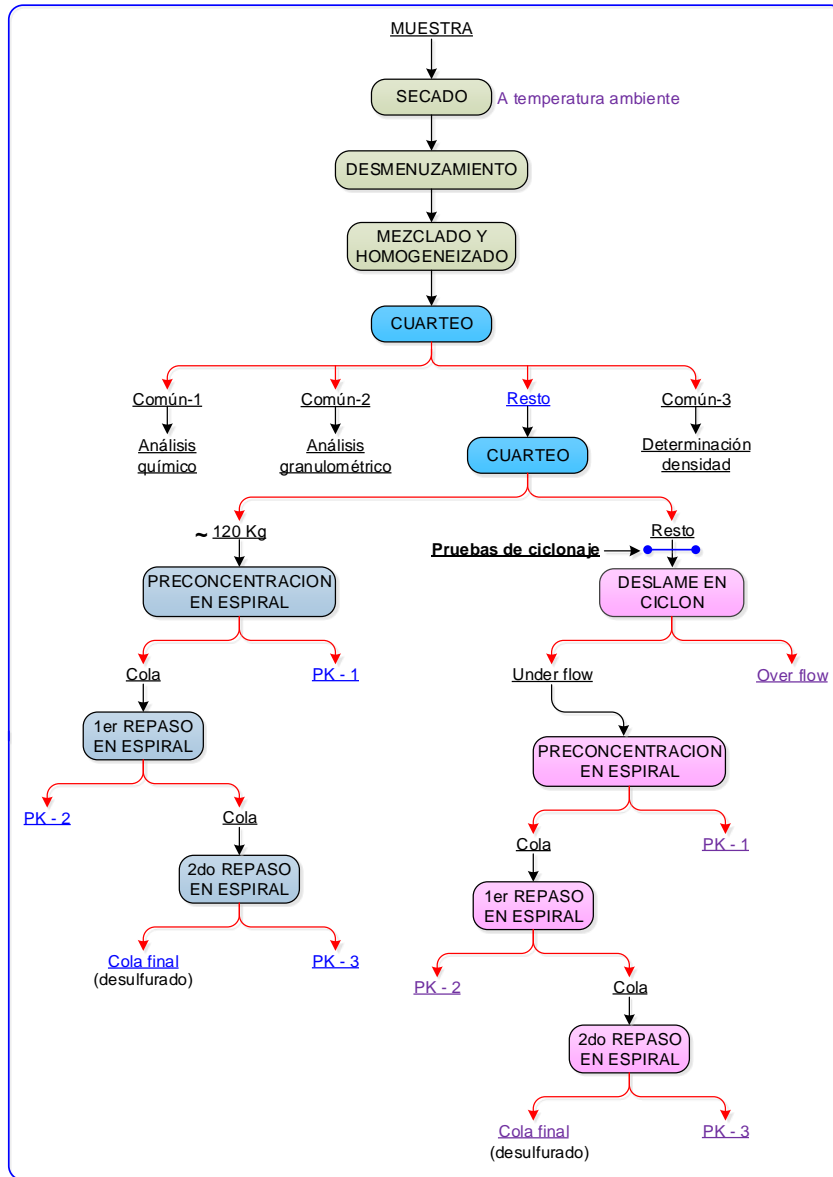 MUESTRA
SECADO
A temperatura ambiente
DESMENUZAMIENTO
MEZCLADO Y
HOMOGENEIZADO
CUARTEO
Común-1
Común-2
Resto
Común-3
Análisis
químico
Análisis
granulométrico
Determinación
densidad
CUARTEO
~ 120 Kg
Resto
Pruebas de ciclonaje
PRECONCENTRACION
EN ESPIRAL
DESLAME EN
CICLON
Cola
PK - 1
Under flow
Over flow
1er REPASO
EN ESPIRAL
PRECONCENTRACION
EN ESPIRAL
PK - 2
Cola
Cola
PK - 1
2do REPASO
EN ESPIRAL
1er REPASO
EN ESPIRAL
Cola final
(desulfurado)
PK - 3
PK - 2
Cola
2do REPASO
EN ESPIRAL
Cola final
(desulfurado)
PK - 3